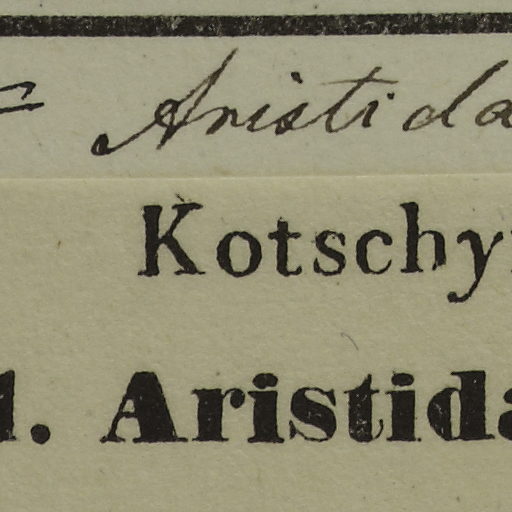 = Aristida
Kotschy
1. Aristida